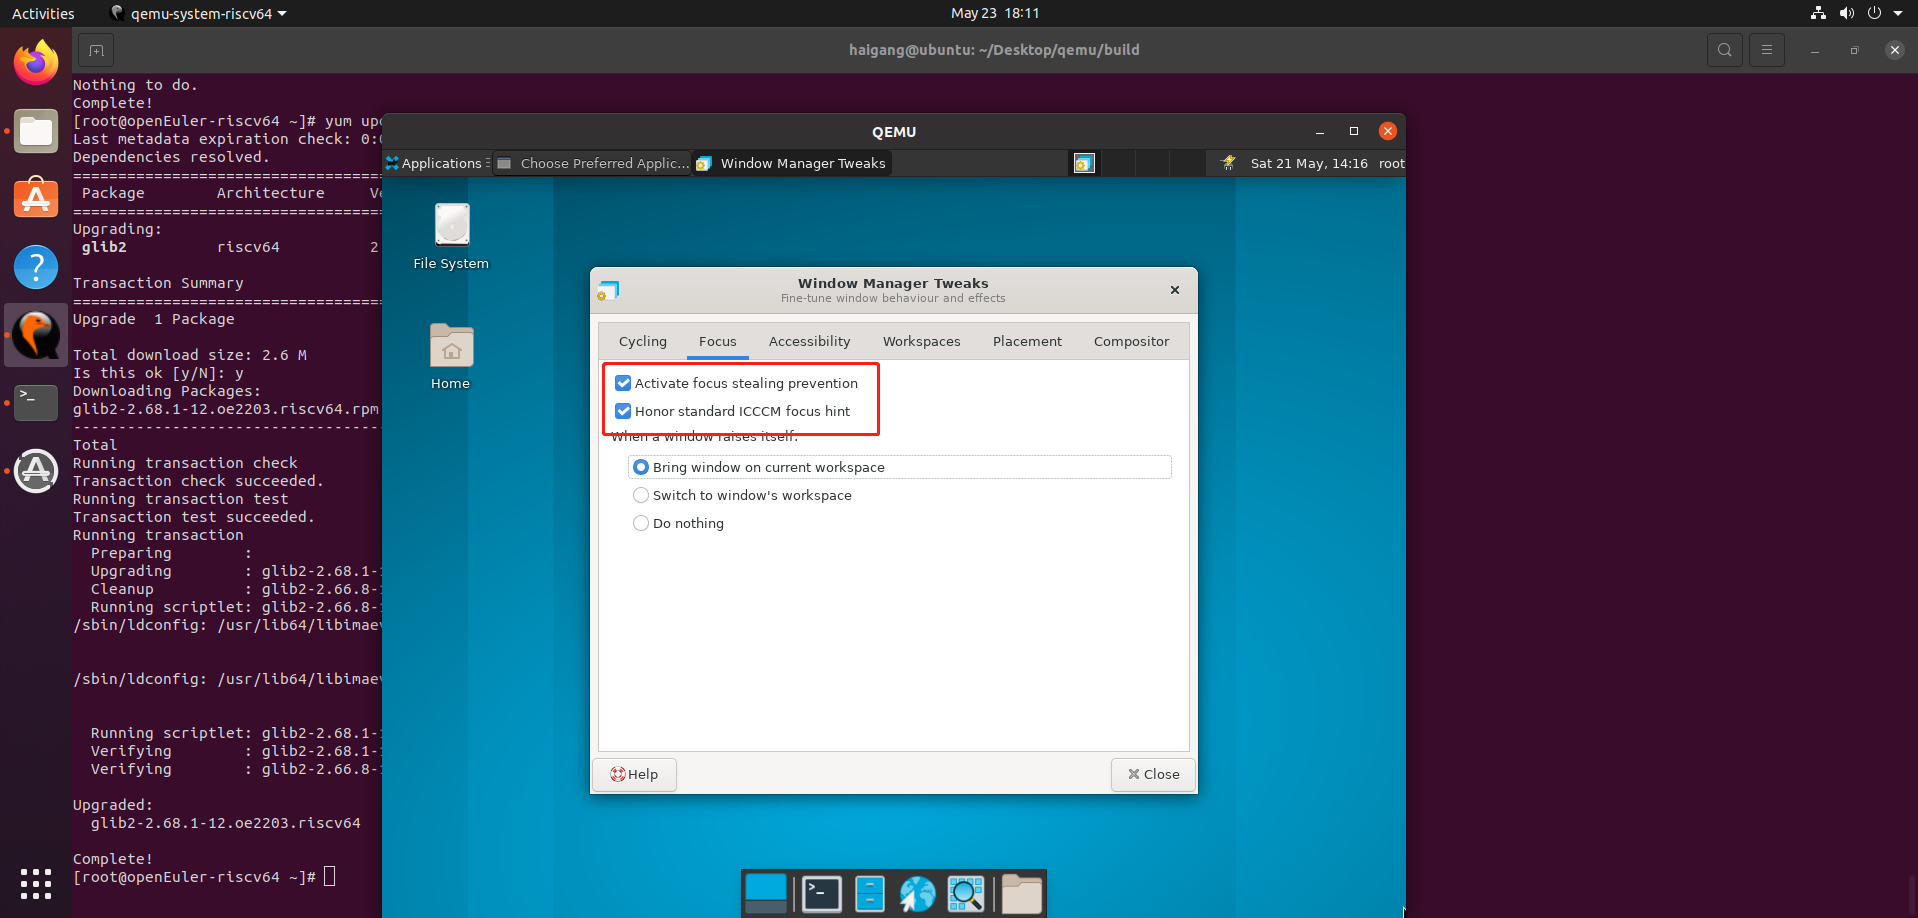 Activities qemu-system-riscv64 May 23 18:11
haigang@ubuntu: ~/Desktop/qemu/build
Nothing to do.
Complete!
[root@openEuler-riscv64 ~]# yum upd
Last metadata expiration check: 0:
Dependencies resolved.
================================================
Package Architecture Ve
================================================
Upgrading:
glib2 riscv64 2
Transaction Summary
================================================
Upgrade 1 Package
Total download size: 2.6 M
Is this ok [y/N]: y
Downloading Packages:
glib2-2.68.1-12.oe2203.riscv64.rpm
------------------------------------------------
Total
Running transaction check
Transaction check succeeded.
Running transaction test
Transaction test succeeded.
Running transaction
Preparing :
Upgrading : glib2-2.68.1-
Cleanup : glib2-2.66.8-
Running scriptlet: glib2-2.66.8-
/sbin/ldconfig: /usr/lib64/libimaev
/sbin/ldconfig: /usr/lib64/libimaev
Running scriptlet: glib2-2.68.1-
Verifying : glib2-2.68.1-
Verifying : glib2-2.66.8-
Upgraded:
glib2-2.68.1-12.oe2203.riscv64
Complete!
[root@openEuler-riscv64 ~]#
QEMU
Applications Choose Preferred Applic... Window Manager Tweaks Sat 21 May, 14:16 root
File System
Home
Window Manager Tweaks
Fine-tune window behaviour and effects
Cycling Focus Accessibility Workspaces Placement Compositor
Activate focus stealing prevention
Honor standard ICCCM focus hint
When a window raises itself:
Bring window on current workspace
Switch to window's workspace
Do nothing
Help Close